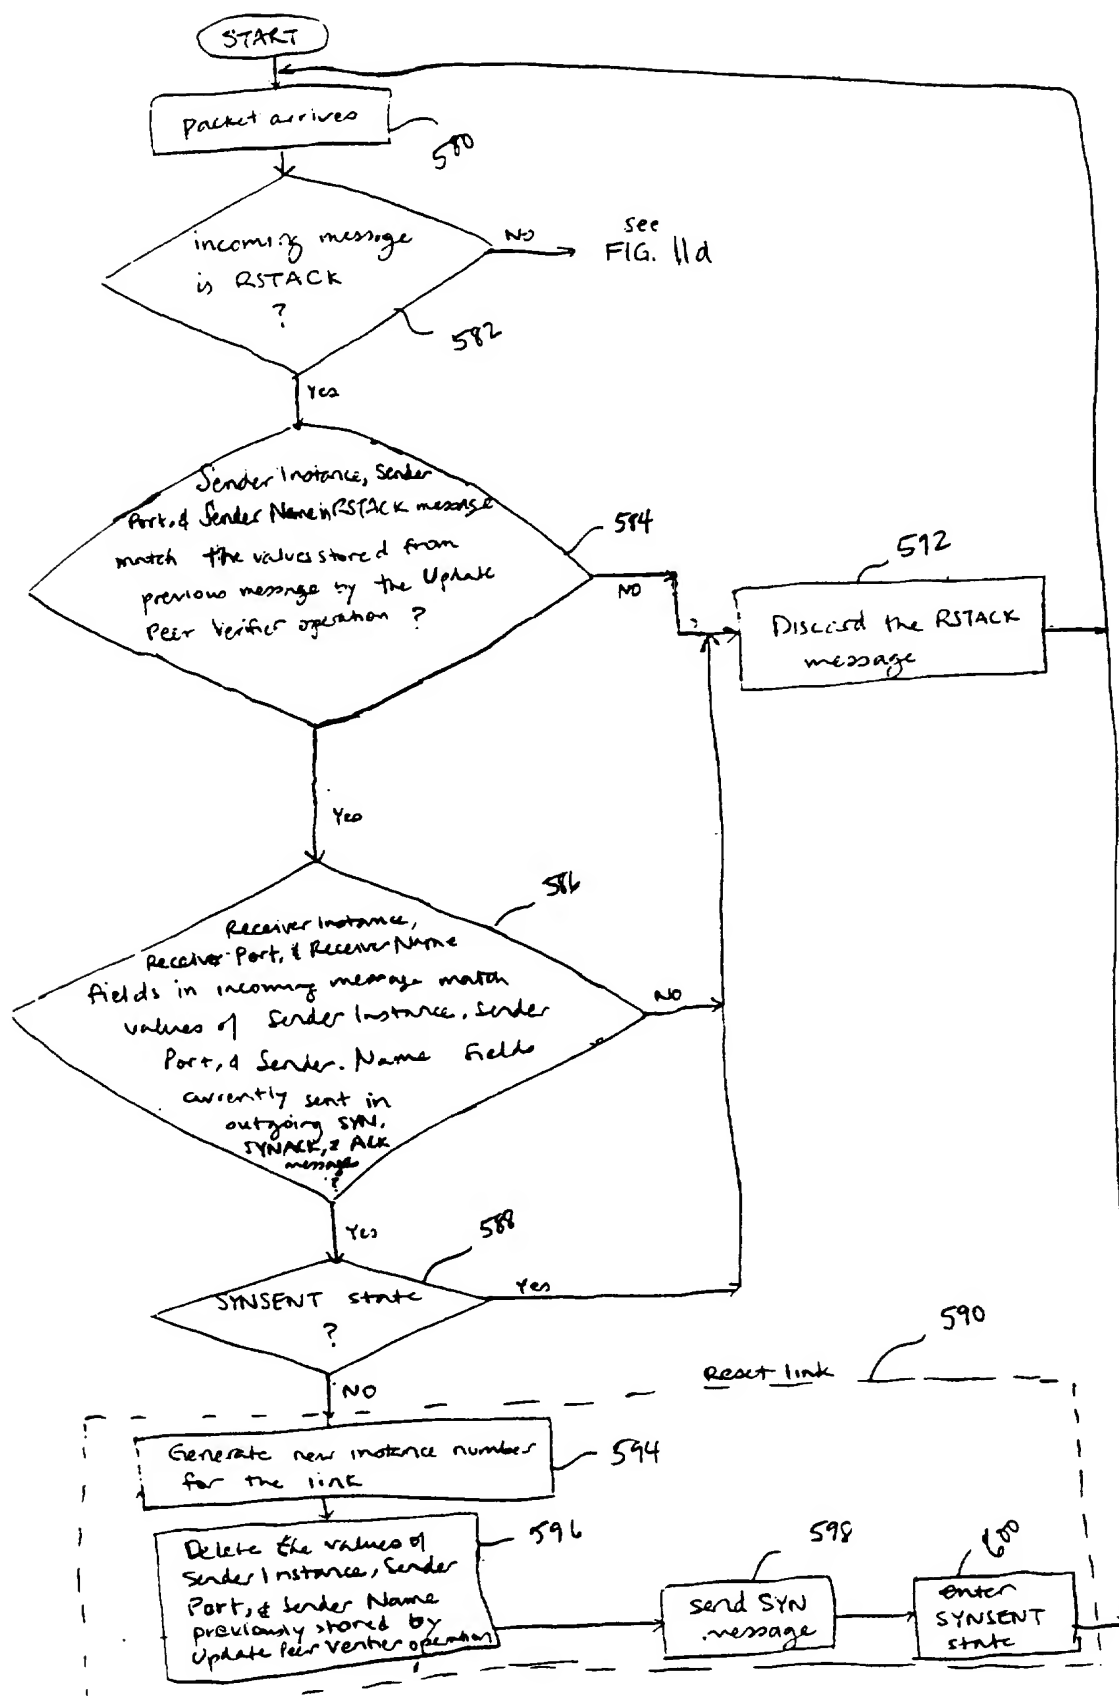 START
Packet arrives
580
incoming message
is RSTACK
?
NO
see
FIG. 11d
582
Yes
Sender Instance, Sender
Port, & Sender Name in RSTACK message
match the values stored from
previous message by the Update
Peer Verifier operation ?
584
NO
592
Discard the RSTACK
message
Yes
586
Receiver Instance,
Receiver Port, & Receiver Name
fields in incoming message match
values of Sender Instance, Sender
Port, & Sender Name fields
currently sent in
outgoing SYN,
SYNACK, & ACK
message
?
NO
Yes
588
SYNSENT state
?
Yes
NO
590
Reset link
Generate new instance number
for the link
594
Delete the values of
Sender Instance, Sender
Port, & Sender Name
previously stored by
Update Peer Verifier operation
596
598
send SYN
message
600
enter
SYNSENT
state